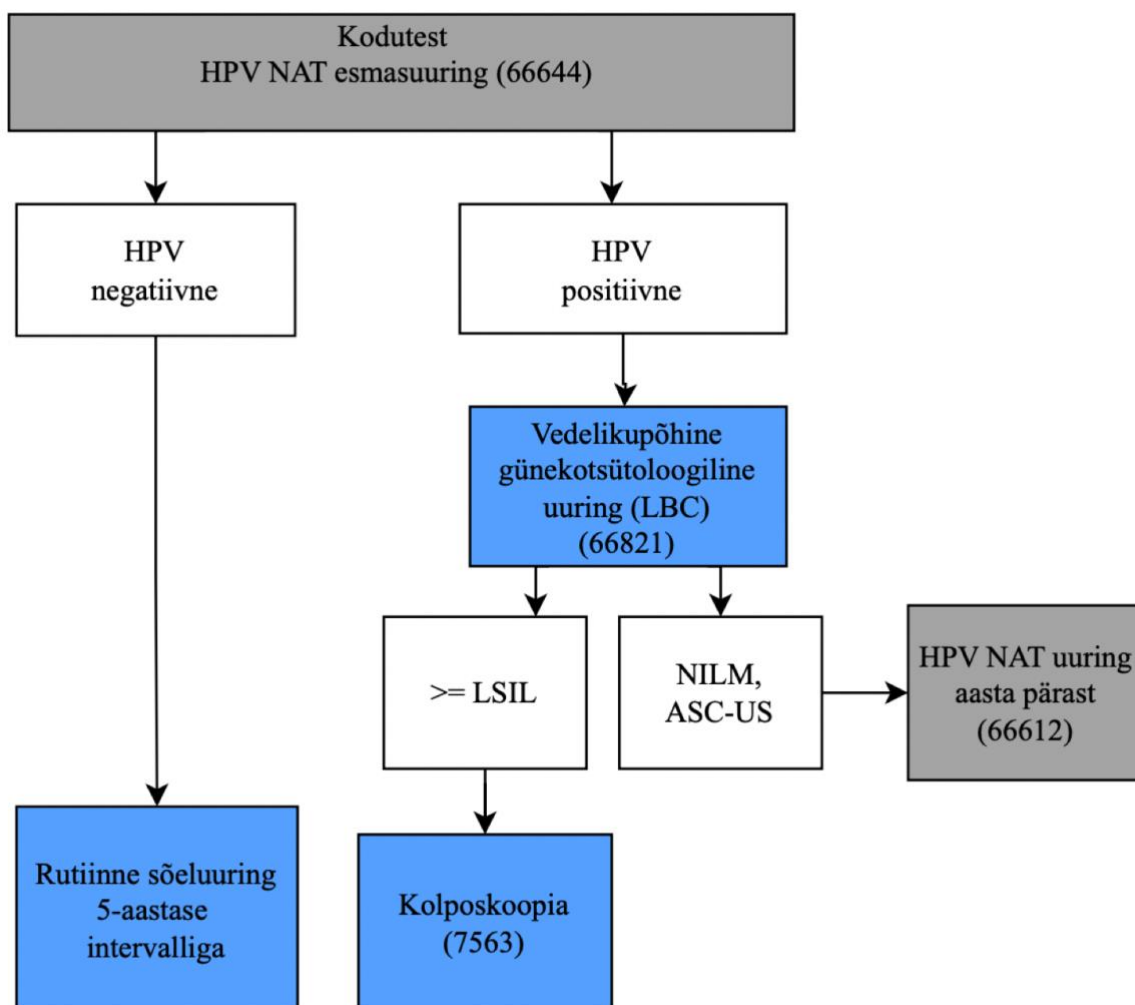 Kodutest
HPV NAT esmasuuring (66644)
HPV
negatiivne
HPV
positiivne
Vedelikupõhine
günekotsütoloogiline
uuring (LBC)
(66821)
>= LSIL
NILM,
ASC-US
HPV NAT uuring
aasta pärast
(66612)
Rutiinne sõeluuring
5-aastase
intervalliga
Kolposkoopia
(7563)